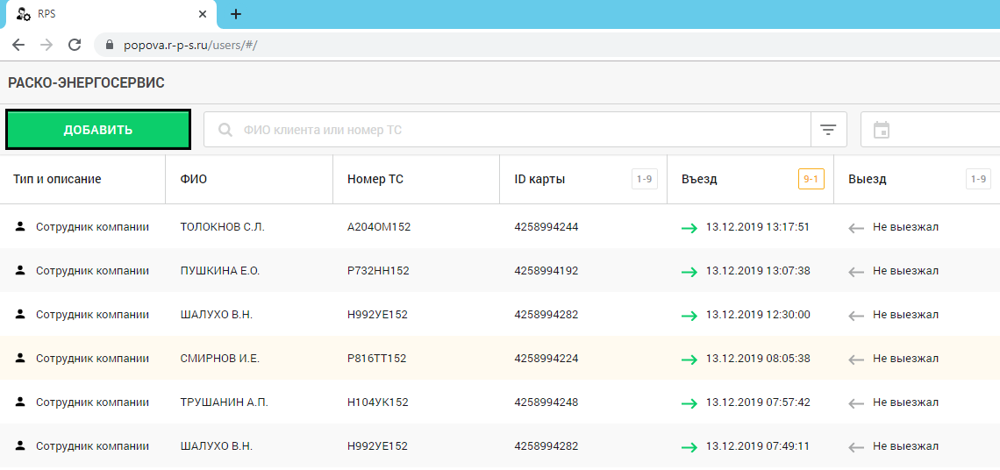 RPS
popova.r-p-s.ru/users/#/
РАСКО-ЭНЕРГОСЕРВИС
ДОБАВИТЬ ФИО клиента или номер ТС
Тип и описание ФИО Номер ТС ID карты 1-9 Въезд 9-1 Выезд 1-9
Сотрудник компании ТОЛОКНОВ С.Л. А204ОМ152 4258994244 13.12.2019 13:17:51 Не выезжал
Сотрудник компании ПУШКИНА Е.О. Р732НН152 4258994192 13.12.2019 13:07:38 Не выезжал
Сотрудник компании ШАЛУХО В.Н. Н992УЕ152 4258994282 13.12.2019 12:30:00 Не выезжал
Сотрудник компании СМИРНОВ И.Е. Р816ТТ152 4258994224 13.12.2019 08:05:38 Не выезжал
Сотрудник компании ТРУШАНИН А.П. Н104УК152 4258994248 13.12.2019 07:57:42 Не выезжал
Сотрудник компании ШАЛУХО В.Н. Н992УЕ152 4258994282 13.12.2019 07:49:11 Не выезжал